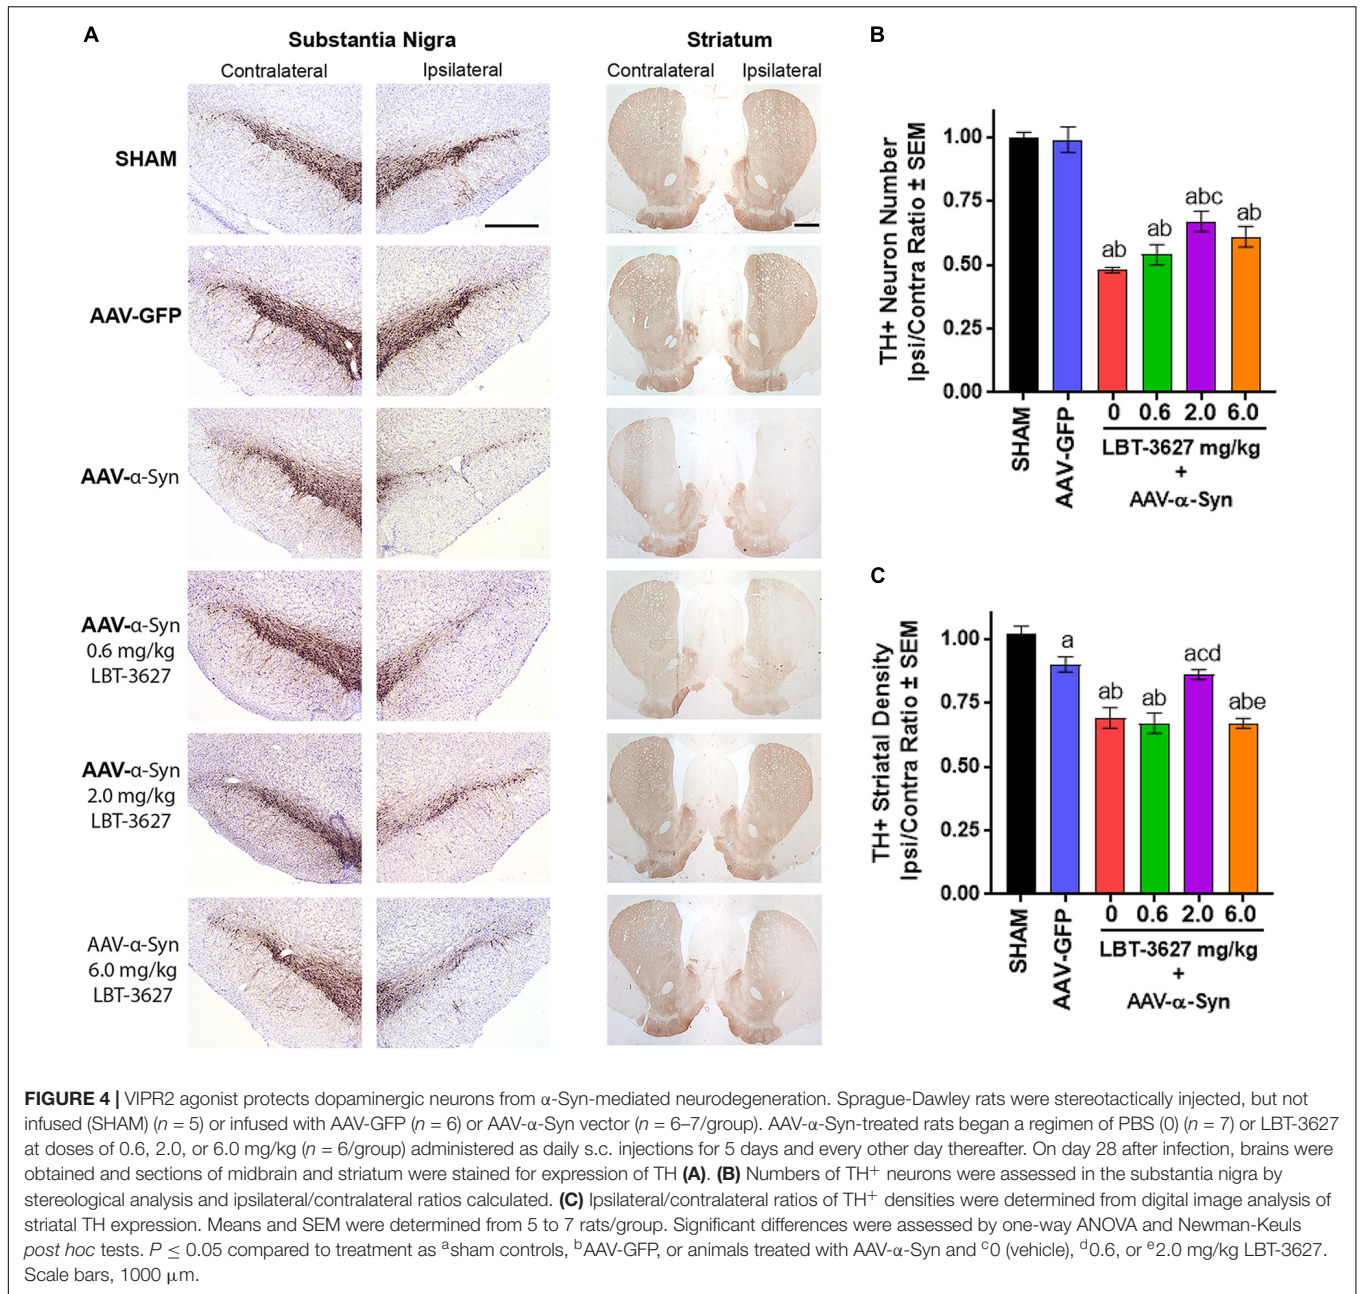 A
Substantia Nigra
Striatum
Contralateral
Ipsilateral
Contralateral
Ipsilateral
SHAM
AAV-GFP
AAV-α-Syn
AAV-α-Syn
0.6 mg/kg
LBT-3627
AAV-α-Syn
2.0 mg/kg
LBT-3627
AAV-α-Syn
6.0 mg/kg
LBT-3627
B
TH+ Neuron Number
Ipsi/Contra Ratio ± SEM
1.00
0.75
0.50
0.25
0.00
ab
ab
abc
ab
SHAM
AAV-GFP
0
0.6
2.0
6.0
LBT-3627 mg/kg
+
AAV-α-Syn
C
TH+ Striatal Density
Ipsi/Contra Ratio ± SEM
1.00
0.75
0.50
0.25
0.00
a
ab
ab
acd
abe
SHAM
AAV-GFP
0
0.6
2.0
6.0
LBT-3627 mg/kg
+
AAV-α-Syn
FIGURE 4 | VIPR2 agonist protects dopaminergic neurons from α-Syn-mediated neurodegeneration. Sprague-Dawley rats were stereotactically injected, but not
infused (SHAM) (n = 5) or infused with AAV-GFP (n = 6) or AAV-α-Syn vector (n = 6–7/group). AAV-α-Syn-treated rats began a regimen of PBS (0) (n = 7) or LBT-3627
at doses of 0.6, 2.0, or 6.0 mg/kg (n = 6/group) administered as daily s.c. injections for 5 days and every other day thereafter. On day 28 after infection, brains were
obtained and sections of midbrain and striatum were stained for expression of TH (A). (B) Numbers of TH⁺ neurons were assessed in the substantia nigra by
stereological analysis and ipsilateral/contralateral ratios calculated. (C) Ipsilateral/contralateral ratios of TH⁺ densities were determined from digital image analysis of
striatal TH expression. Means and SEM were determined from 5 to 7 rats/group. Significant differences were assessed by one-way ANOVA and Newman-Keuls
post hoc tests. P ≤ 0.05 compared to treatment as ᵃsham controls, ᵇAAV-GFP, or animals treated with AAV-α-Syn and ᶜ0 (vehicle), ᵈ0.6, or ᵉ2.0 mg/kg LBT-3627.
Scale bars, 1000 μm.